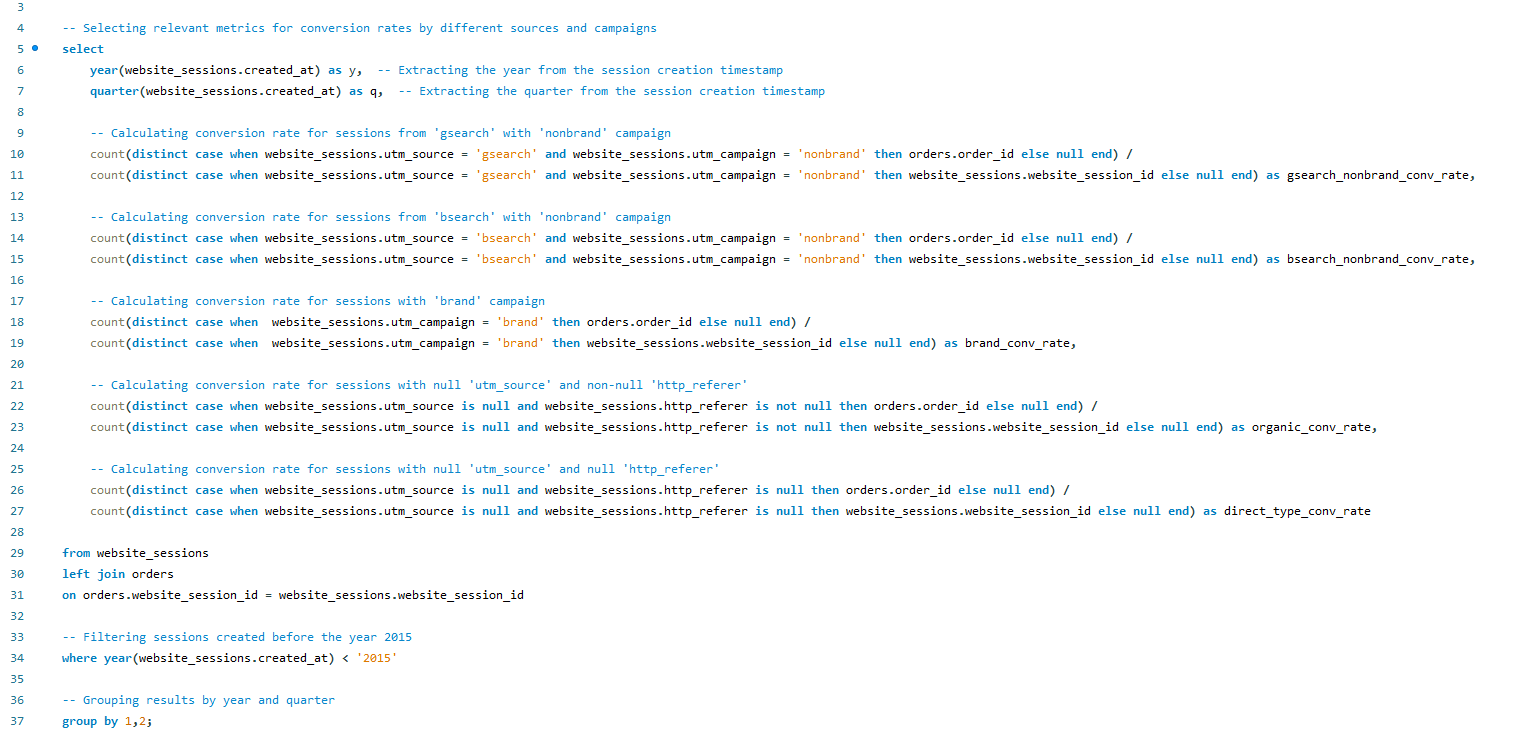 3
4 -- Selecting relevant metrics for conversion rates by different sources and campaigns
5 select
6 year(website_sessions.created_at) as y,  -- Extracting the year from the session creation timestamp
7 quarter(website_sessions.created_at) as q,  -- Extracting the quarter from the session creation timestamp
8
9 -- Calculating conversion rate for sessions from 'gsearch' with 'nonbrand' campaign
10 count(distinct case when website_sessions.utm_source = 'gsearch' and website_sessions.utm_campaign = 'nonbrand' then orders.order_id else null end) /
11 count(distinct case when website_sessions.utm_source = 'gsearch' and website_sessions.utm_campaign = 'nonbrand' then website_sessions.website_session_id else null end) as gsearch_nonbrand_conv_rate,
12
13 -- Calculating conversion rate for sessions from 'bsearch' with 'nonbrand' campaign
14 count(distinct case when website_sessions.utm_source = 'bsearch' and website_sessions.utm_campaign = 'nonbrand' then orders.order_id else null end) /
15 count(distinct case when website_sessions.utm_source = 'bsearch' and website_sessions.utm_campaign = 'nonbrand' then website_sessions.website_session_id else null end) as bsearch_nonbrand_conv_rate,
16
17 -- Calculating conversion rate for sessions with 'brand' campaign
18 count(distinct case when  website_sessions.utm_campaign = 'brand' then orders.order_id else null end) /
19 count(distinct case when  website_sessions.utm_campaign = 'brand' then website_sessions.website_session_id else null end) as brand_conv_rate,
20
21 -- Calculating conversion rate for sessions with null 'utm_source' and non-null 'http_referer'
22 count(distinct case when website_sessions.utm_source is null and website_sessions.http_referer is not null then orders.order_id else null end) /
23 count(distinct case when website_sessions.utm_source is null and website_sessions.http_referer is not null then website_sessions.website_session_id else null end) as organic_conv_rate,
24
25 -- Calculating conversion rate for sessions with null 'utm_source' and null 'http_referer'
26 count(distinct case when website_sessions.utm_source is null and website_sessions.http_referer is null then orders.order_id else null end) /
27 count(distinct case when website_sessions.utm_source is null and website_sessions.http_referer is null then website_sessions.website_session_id else null end) as direct_type_conv_rate
28
29 from website_sessions
30 left join orders
31 on orders.website_session_id = website_sessions.website_session_id
32
33 -- Filtering sessions created before the year 2015
34 where year(website_sessions.created_at) < '2015'
35
36 -- Grouping results by year and quarter
37 group by 1,2;